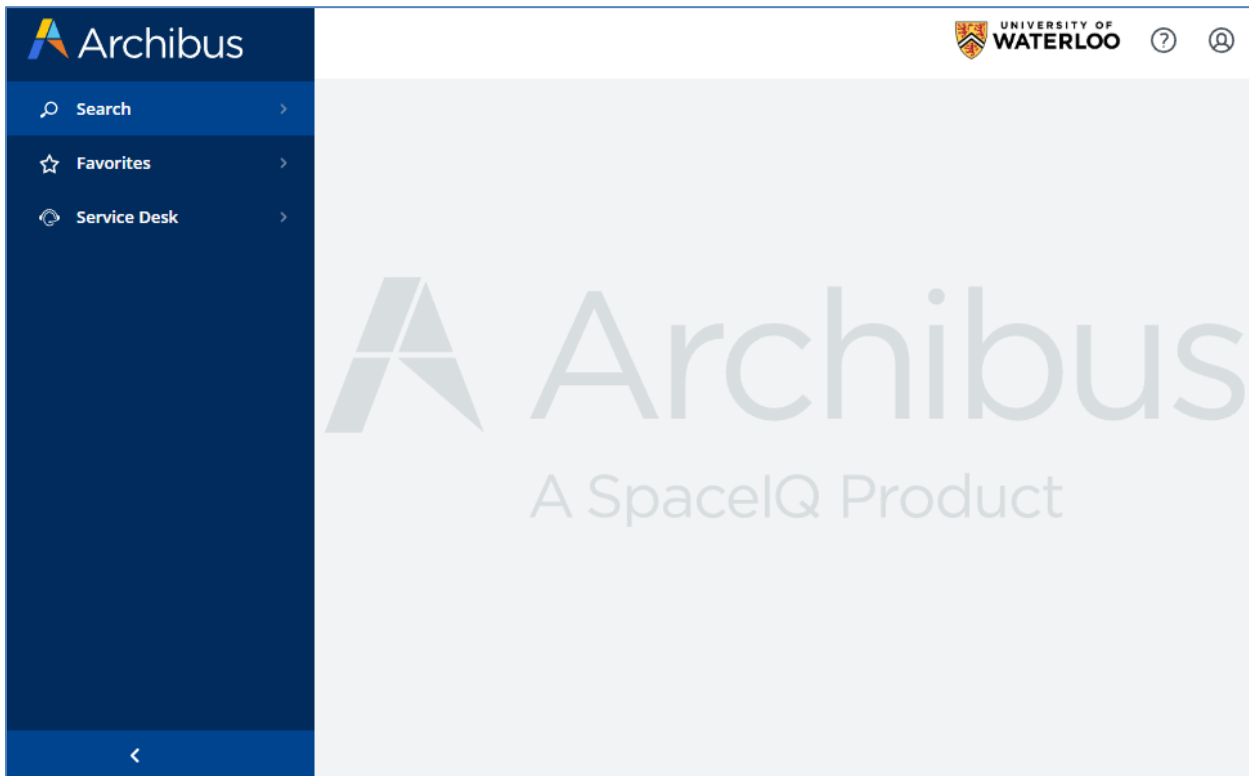 Archibus
UNIVERSITY OF
WATERLOO
?
Search
Favorites
Service Desk
Archibus
A SpaceIQ Product